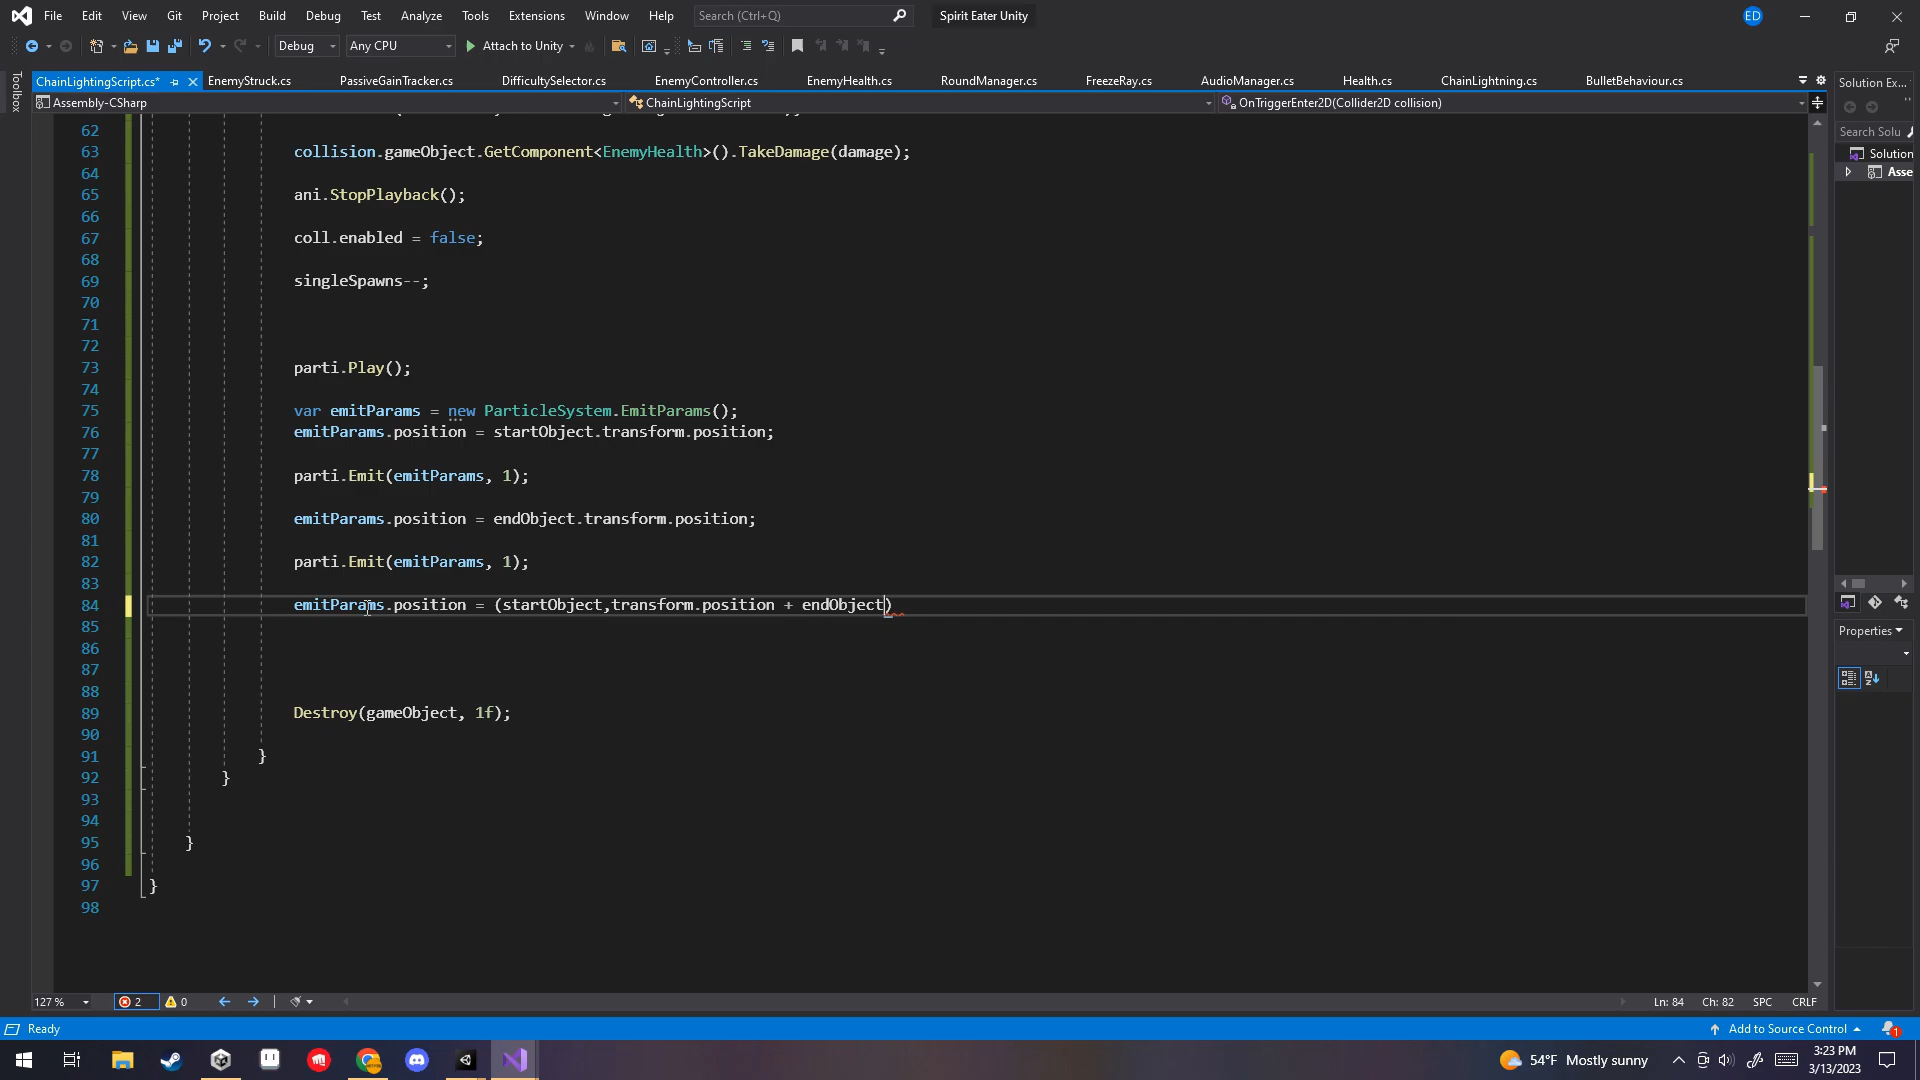 File Edit View Git Project Build Debug Test Analyze Tools Extensions Window Help Search (Ctrl+Q) Spirit Eater Unity ED
Debug Any CPU Attach to Unity
Toolbox
ChainLightingScript.cs* EnemyStruck.cs PassiveGainTracker.cs DifficultySelector.cs EnemyController.cs EnemyHealth.cs RoundManager.cs FreezeRay.cs AudioManager.cs Health.cs ChainLightning.cs BulletBehaviour.cs
Assembly-CSharp ChainLightingScript OnTriggerEnter2D(Collider2D collision)
62
63 collision.gameObject.GetComponent<EnemyHealth>().TakeDamage(damage);
64
65 ani.StopPlayback();
66
67 coll.enabled = false;
68
69 singleSpawns--;
70
71
72
73 parti.Play();
74
75 var emitParams = new ParticleSystem.EmitParams();
76 emitParams.position = startObject.transform.position;
77
78 parti.Emit(emitParams, 1);
79
80 emitParams.position = endObject.transform.position;
81
82 parti.Emit(emitParams, 1);
83
84 emitParams.position = (startObject,transform.position + endObject)
85
86
87
88
89 Destroy(gameObject, 1f);
90
91 }
92 }
93
94
95 }
96
97 }
98
Solution Ex...
Search Solu
Solution
Asse
Properties
127 % 2 0 Ln: 84 Ch: 82 SPC CRLF
Ready Add to Source Control 1
54°F Mostly sunny 3:23 PM
3/13/2023